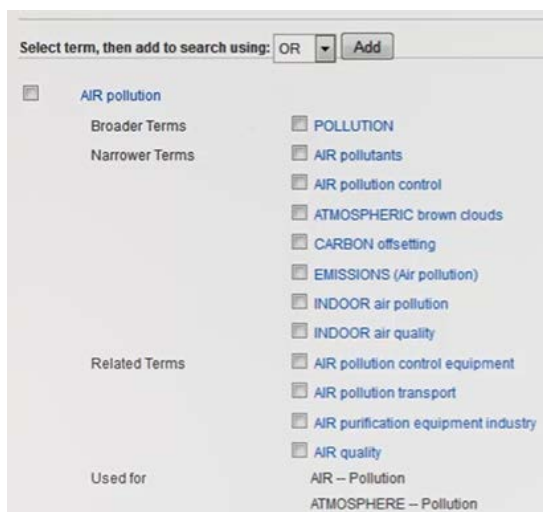 Select term, then add to search using: OR Add
AIR pollution
Broader Terms POLLUTION
Narrower Terms AIR pollutants
AIR pollution control
ATMOSPHERIC brown clouds
CARBON offsetting
EMISSIONS (Air pollution)
INDOOR air pollution
INDOOR air quality
Related Terms AIR pollution control equipment
AIR pollution transport
AIR purification equipment industry
AIR quality
Used for AIR -- Pollution
ATMOSPHERE -- Pollution